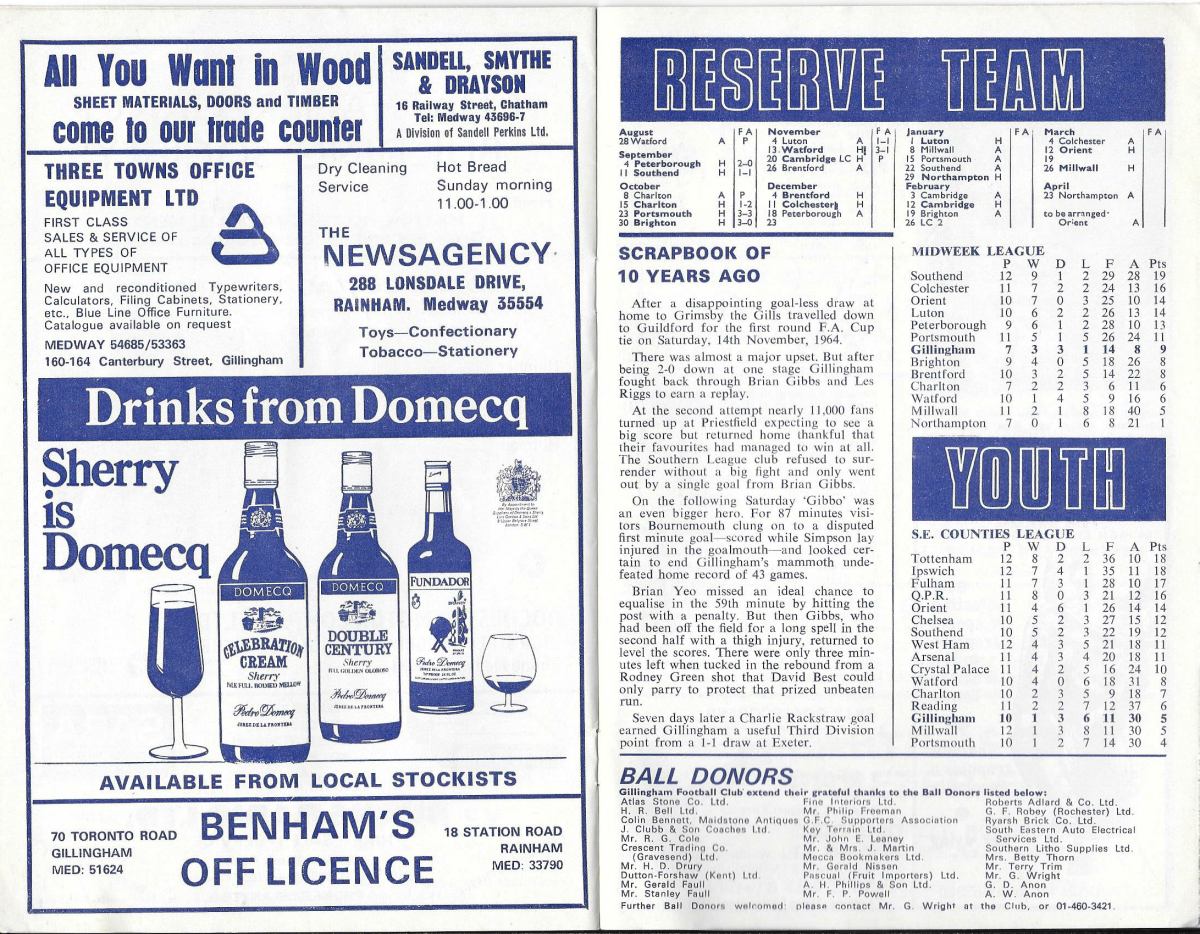 All You Want in Wood
SHEET MATERIALS, DOORS and TIMBER
come to our trade counter
SANDELL, SMYTHE
& DRAYSON
16 Railway Street, Chatham
Tel: Medway 43696-7
A Division of Sandell Perkins Ltd.
THREE TOWNS OFFICE
EQUIPMENT LTD
FIRST CLASS
SALES & SERVICE OF
ALL TYPES OF
OFFICE EQUIPMENT
New and reconditioned Typewriters,
Calculators, Filing Cabinets, Stationery,
etc., Blue Line Office Furniture.
Catalogue available on request
MEDWAY 54685/53363
160-164 Canterbury Street, Gillingham
Dry Cleaning
Service
Hot Bread
Sunday morning
11.00-1.00
THE
NEWSAGENCY
288 LONSDALE DRIVE,
RAINHAM. Medway 35554
Toys—Confectionary
Tobacco—Stationery
Drinks from Domecq
Sherry
is
Domecq
DOMECQ
CELEBRATION
CREAM
Sherry
Pedro Domecq
JEREZ DE LA FRONTERA
DOMECQ
DOUBLE
CENTURY
Sherry
FULL GOLDEN OLOROSO
Pedro Domecq
JEREZ DE LA FRONTERA
FUNDADOR
Pedro Domecq
AVAILABLE FROM LOCAL STOCKISTS
70 TORONTO ROAD
GILLINGHAM
MED: 51624
BENHAM'S
OFF LICENCE
18 STATION ROAD
RAINHAM
MED: 33790
RESERVE TEAM
August F A
28 Watford A P
September
4 Peterborough H 2–0
11 Southend H 1–1
October
8 Charlton A P
15 Charlton H 1–2
23 Portsmouth H 3–3
30 Brighton H 3–0
November F A
4 Luton A 1–1
13 Watford H 3–1
20 Cambridge LC H P
26 Brentford A
December
4 Brentford H
11 Colchester H
18 Peterborough A
23
January F A
1 Luton H
8 Millwall A
15 Portsmouth A
22 Southend A
29 Northampton H
February
3 Cambridge A
12 Cambridge H
19 Brighton A
26 LC 2
March F A
4 Colchester A
12 Orient H
19
26 Millwall H
April
23 Northampton A
to be arranged·
Orient A
SCRAPBOOK OF
10 YEARS AGO
After a disappointing goal-less draw at
home to Grimsby the Gills travelled down
to Guildford for the first round F.A. Cup
tie on Saturday, 14th November, 1964.
There was almost a major upset. But after
being 2-0 down at one stage Gillingham
fought back through Brian Gibbs and Les
Riggs to earn a replay.
At the second attempt nearly 11,000 fans
turned up at Priestfield expecting to see a
big score but returned home thankful that
their favourites had managed to win at all.
The Southern League club refused to sur-
render without a big fight and only went
out by a single goal from Brian Gibbs.
On the following Saturday 'Gibbo' was
an even bigger hero. For 87 minutes visi-
tors Bournemouth clung on to a disputed
first minute goal—scored while Simpson lay
injured in the goalmouth—and looked cer-
tain to end Gillingham's mammoth unde-
feated home record of 43 games.
Brian Yeo missed an ideal chance to
equalise in the 59th minute by hitting the
post with a penalty. But then Gibbs, who
had been off the field for a long spell in the
second half with a thigh injury, returned to
level the scores. There were only three min-
utes left when tucked in the rebound from a
Rodney Green shot that David Best could
only parry to protect that prized unbeaten
run.
Seven days later a Charlie Rackstraw goal
earned Gillingham a useful Third Division
point from a 1-1 draw at Exeter.
MIDWEEK LEAGUE
P W D L F A Pts
Southend 12 9 1 2 29 28 19
Colchester 11 7 2 2 24 13 16
Orient 10 7 0 3 25 10 14
Luton 10 6 2 2 26 13 14
Peterborough 9 6 1 2 28 10 13
Portsmouth 11 5 1 5 26 24 11
Gillingham 7 3 3 1 14 8 9
Brighton 9 4 0 5 18 26 8
Brentford 10 3 2 5 14 22 8
Charlton 7 2 2 3 6 11 6
Watford 10 1 4 5 9 16 6
Millwall 11 2 1 8 18 40 5
Northampton 7 0 1 6 8 21 1
YOUTH
S.E. COUNTIES LEAGUE
P W D L F A Pts
Tottenham 12 8 2 2 36 10 18
Ipswich 12 7 4 1 35 11 18
Fulham 11 7 3 1 28 10 17
Q.P.R. 11 8 0 3 21 12 16
Orient 11 4 6 1 26 14 14
Chelsea 10 5 2 3 27 15 12
Southend 10 5 2 3 22 19 12
West Ham 12 4 3 5 21 18 11
Arsenal 11 4 3 4 20 18 11
Crystal Palace 11 4 2 5 16 24 10
Watford 10 4 0 6 18 31 8
Charlton 10 2 3 5 9 18 7
Reading 11 2 2 7 12 37 6
Gillingham 10 1 3 6 11 30 5
Millwall 12 1 3 8 11 30 5
Portsmouth 10 1 2 7 14 30 4
BALL DONORS
Gillingham Football Club extend their grateful thanks to the Ball Donors listed below:
Atlas Stone Co. Ltd.
H. R. Bell Ltd.
Colin Bennett, Maidstone Antiques
J. Clubb & Son Coaches Ltd.
Mr. R. G. Cole
Crescent Trading Co.
(Gravesend) Ltd.
Mr. H. D. Drury
Dutton-Forshaw (Kent) Ltd.
Mr. Gerald Faull
Mr. Stanley Faull
Fine Interiors Ltd.
Mr. Philip Freeman
G.F.C. Supporters Association
Key Terrain Ltd.
Mr. John E. Leaney
Mr. & Mrs. J. Martin
Mecca Bookmakers Ltd.
Mr. Gerald Nissen
Pascual (Fruit Importers) Ltd.
A. H. Phillips & Son Ltd.
Mr. F. P. Powell
Roberts Adlard & Co. Ltd.
G. F. Robey (Rochester) Ltd.
Ryarsh Brick Co. Ltd.
South Eastern Auto Electrical
Services Ltd.
Southern Litho Supplies Ltd.
Mrs. Betty Thorn
Mr. Terry Trim
Mr. G. Wright
G. D. Anon
A. W. Anon
Further Ball Donors welcomed: please contact Mr. G. Wright at the Club, or 01-460-3421.